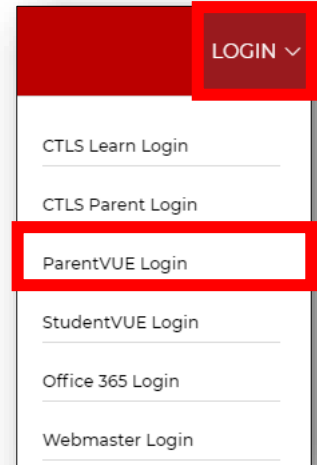 LOGIN
CTLS Learn Login
CTLS Parent Login
ParentVUE Login
StudentVUE Login
Office 365 Login
Webmaster Login